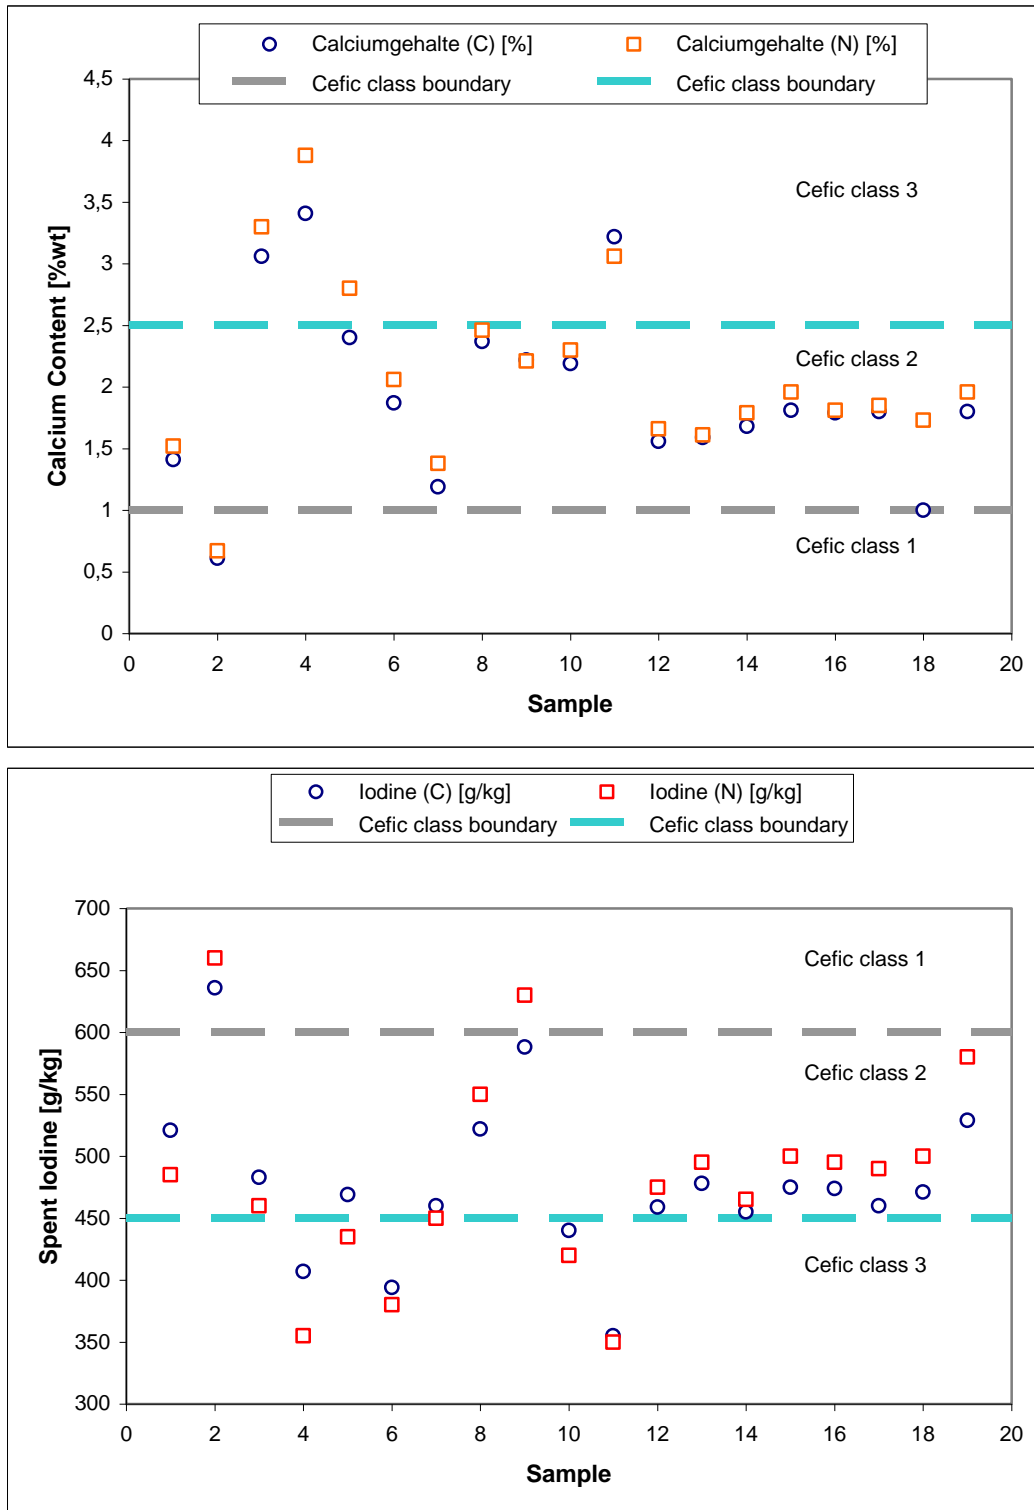 Calciumgehalte (C) [%] Calciumgehalte (N) [%]
Cefic class boundary Cefic class boundary
4,5
4
3,5
3
2,5
2
1,5
1
0,5
0
Calcium Content [%wt]
Cefic class 3
Cefic class 2
Cefic class 1
0 2 4 6 8 10 12 14 16 18 20
Sample
Iodine (C) [g/kg] Iodine (N) [g/kg]
Cefic class boundary Cefic class boundary
700
650
600
550
500
450
400
350
300
Spent Iodine [g/kg]
Cefic class 1
Cefic class 2
Cefic class 3
0 2 4 6 8 10 12 14 16 18 20
Sample